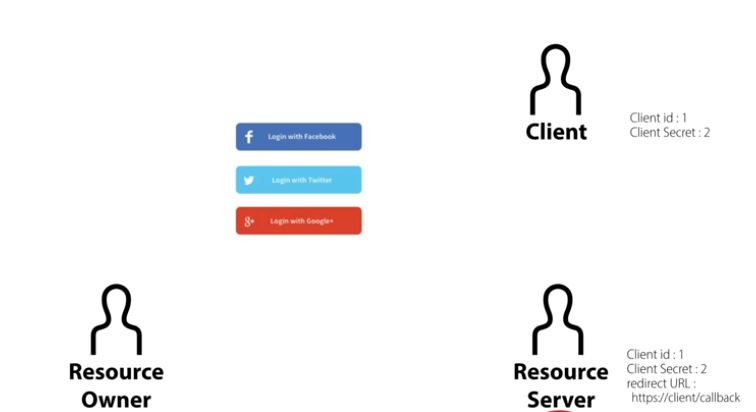 Client
Client id : 1
Client Secret : 2
f Login with Facebook
Login with Twitter
g+ Login with Google+
Resource
Owner
Resource
Server
Client id : 1
Client Secret : 2
redirect URL :
https://client/callback